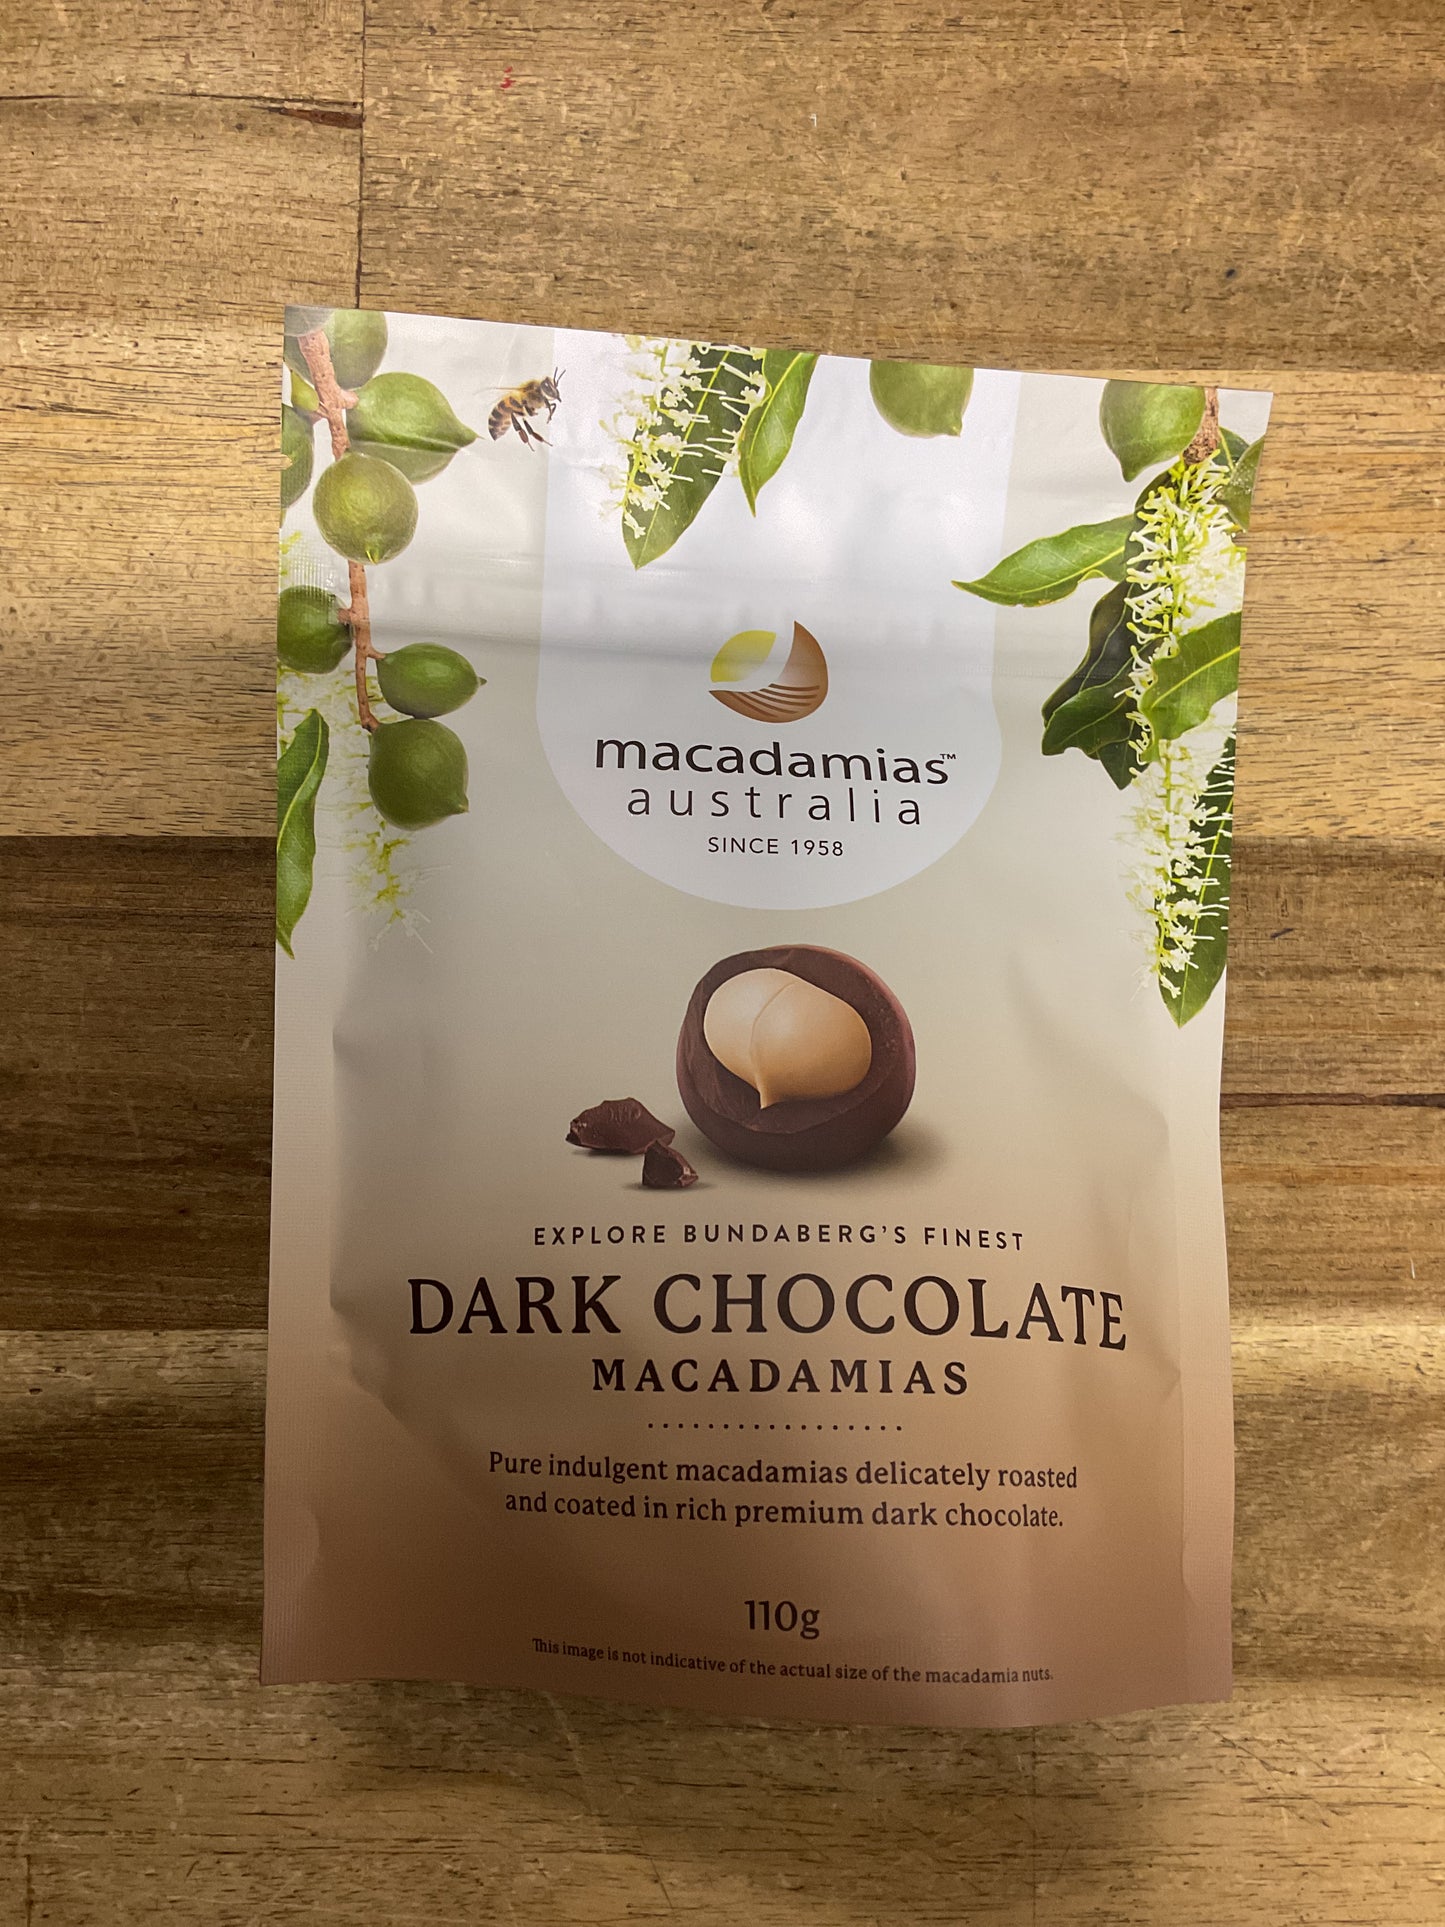 macadamias™
australia
SINCE 1958
EXPLORE BUNDABERG'S FINEST
DARK CHOCOLATE
MACADAMIAS
Pure indulgent macadamias delicately roasted
and coated in rich premium dark chocolate.
110g
This image is not indicative of the actual size of the macadamia nuts.